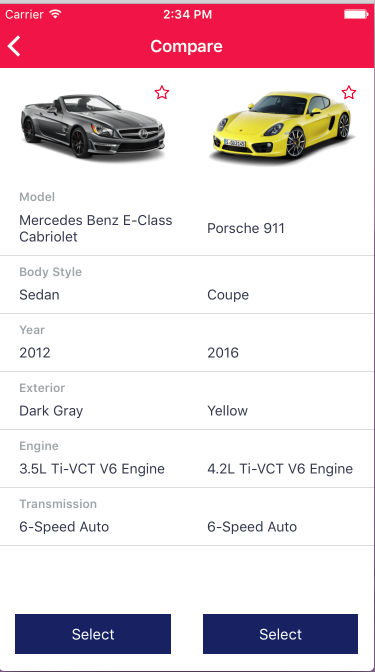 Carrier 2:34 PM
Compare
Model
Mercedes Benz E-Class Porsche 911
Cabriolet
Body Style
Sedan Coupe
Year
2012 2016
Exterior
Dark Gray Yellow
Engine
3.5L Ti-VCT V6 Engine 4.2L Ti-VCT V6 Engine
Transmission
6-Speed Auto 6-Speed Auto
Select Select